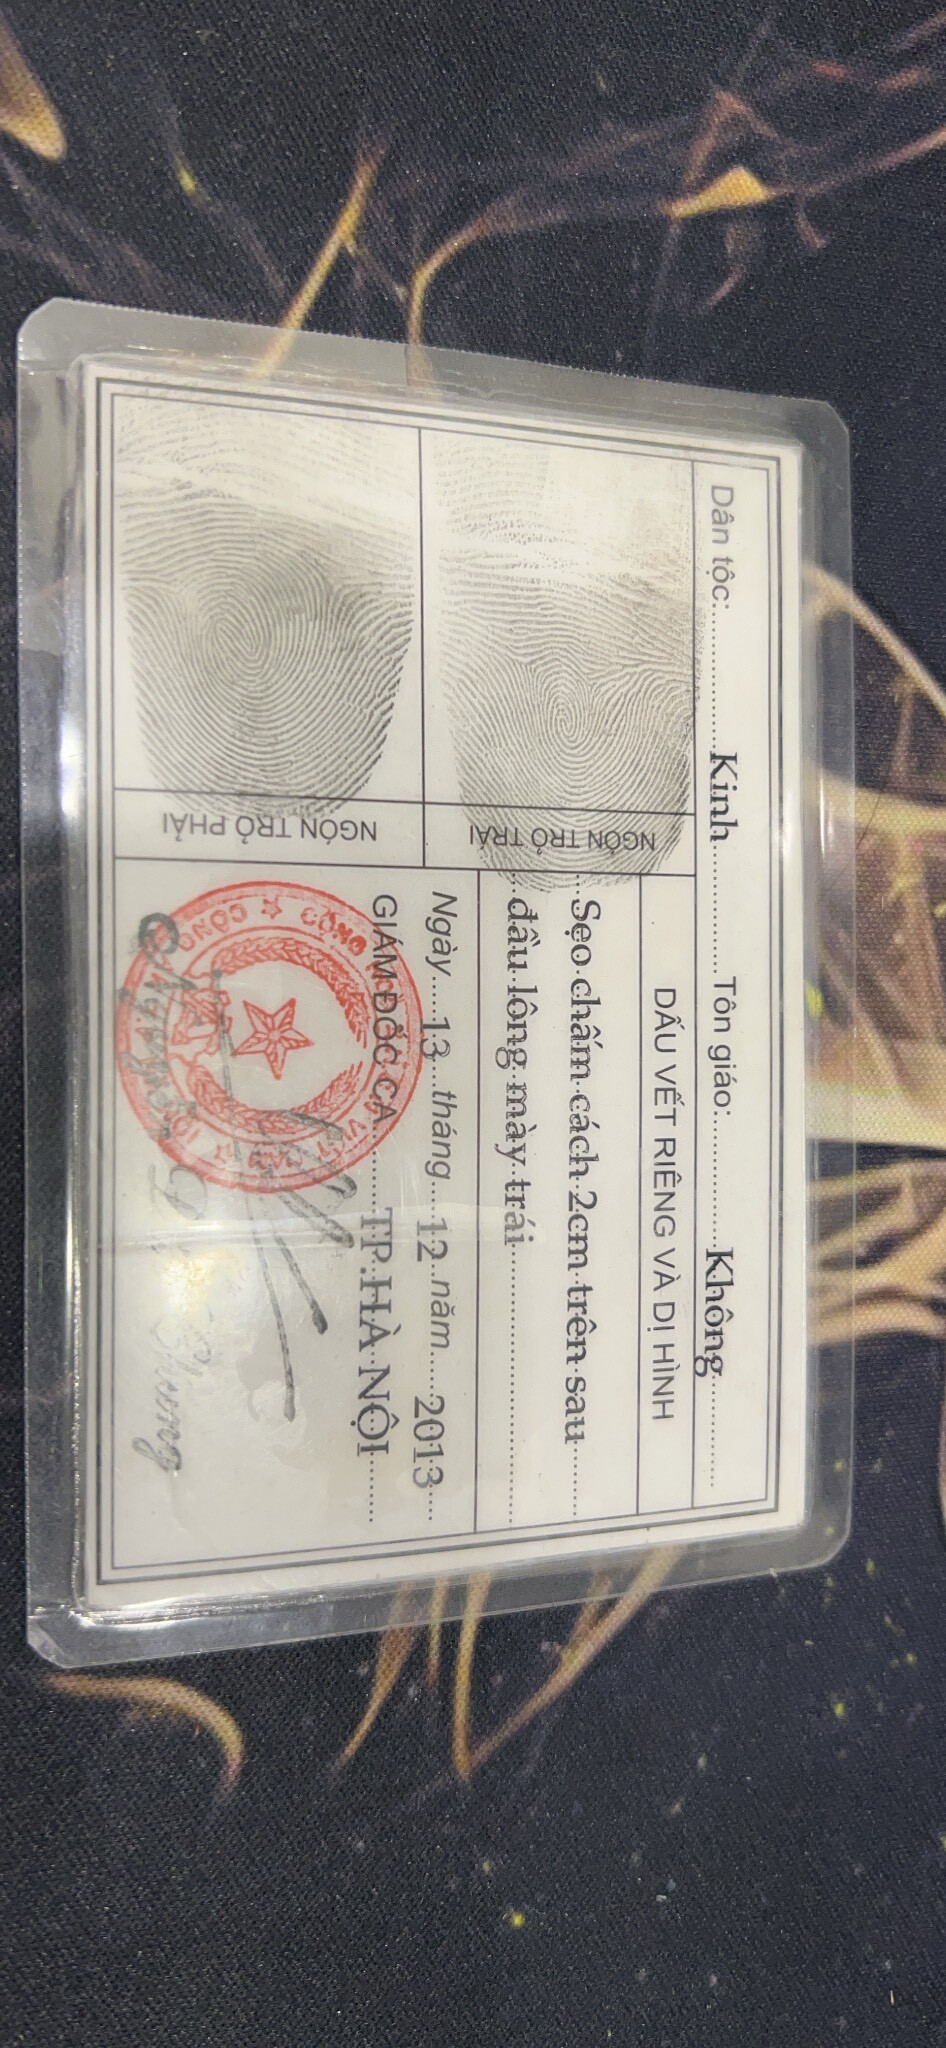 Dân tộc:..........Kinh..........Tôn giáo:..........Không..........
DẤU VẾT RIÊNG VÀ DỊ HÌNH
NGÓN TRỎ TRÁI
Sẹo chấm cách 2cm trên sau
đầu lông mày trái
NGÓN TRỎ PHẢI
Ngày....13...tháng....12..năm....2013
GIÁM ĐỐC CA.......TP.HÀ NỘI
CỘNG
VIỆT